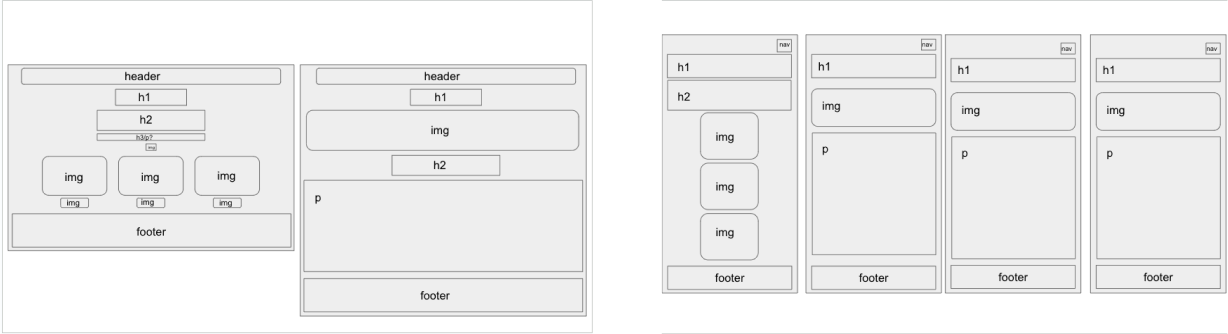 header
h1
h2
h3/p?
img
img
img
img
img
img
img
footer
header
h1
img
h2
p
footer
nav
h1
h2
img
img
img
footer
nav
h1
img
p
footer
nav
h1
img
p
footer
nav
h1
img
p
footer